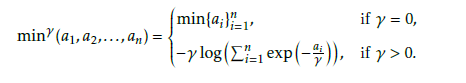 min^γ(a_1, a_2, ..., a_n) = { min{a_i}_{i=1}^n, if γ = 0,
−γ log(∑_{i=1}^n exp(−a_i/γ)), if γ > 0.